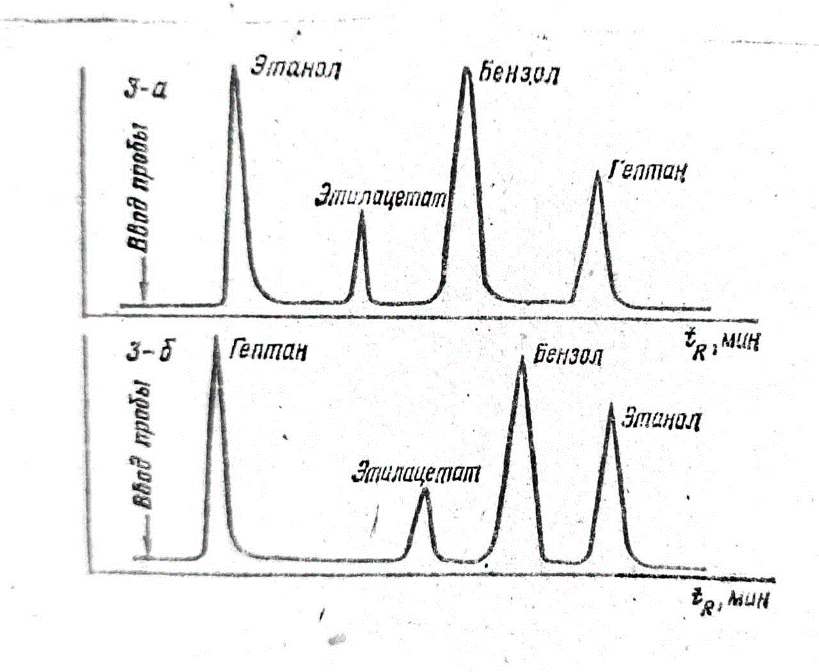 3-а
Этанол
Бензол
Ввод пробы
Этилацетат
Гептан
t_R, мин
3-б
Гептан
Бензол
Ввод пробы
Этилацетат
Этанол
t_R, мин